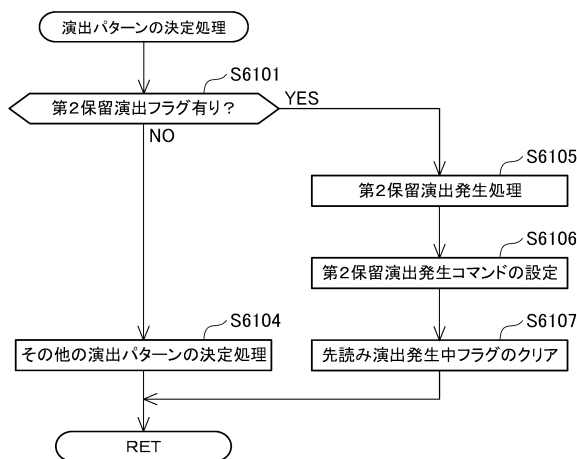 演出パターンの決定処理
S6101
第2保留演出フラグ有り？
YES
NO
S6105
第2保留演出発生処理
S6106
第2保留演出発生コマンドの設定
S6104
その他の演出パターンの決定処理
S6107
先読み演出発生中フラグのクリア
RET